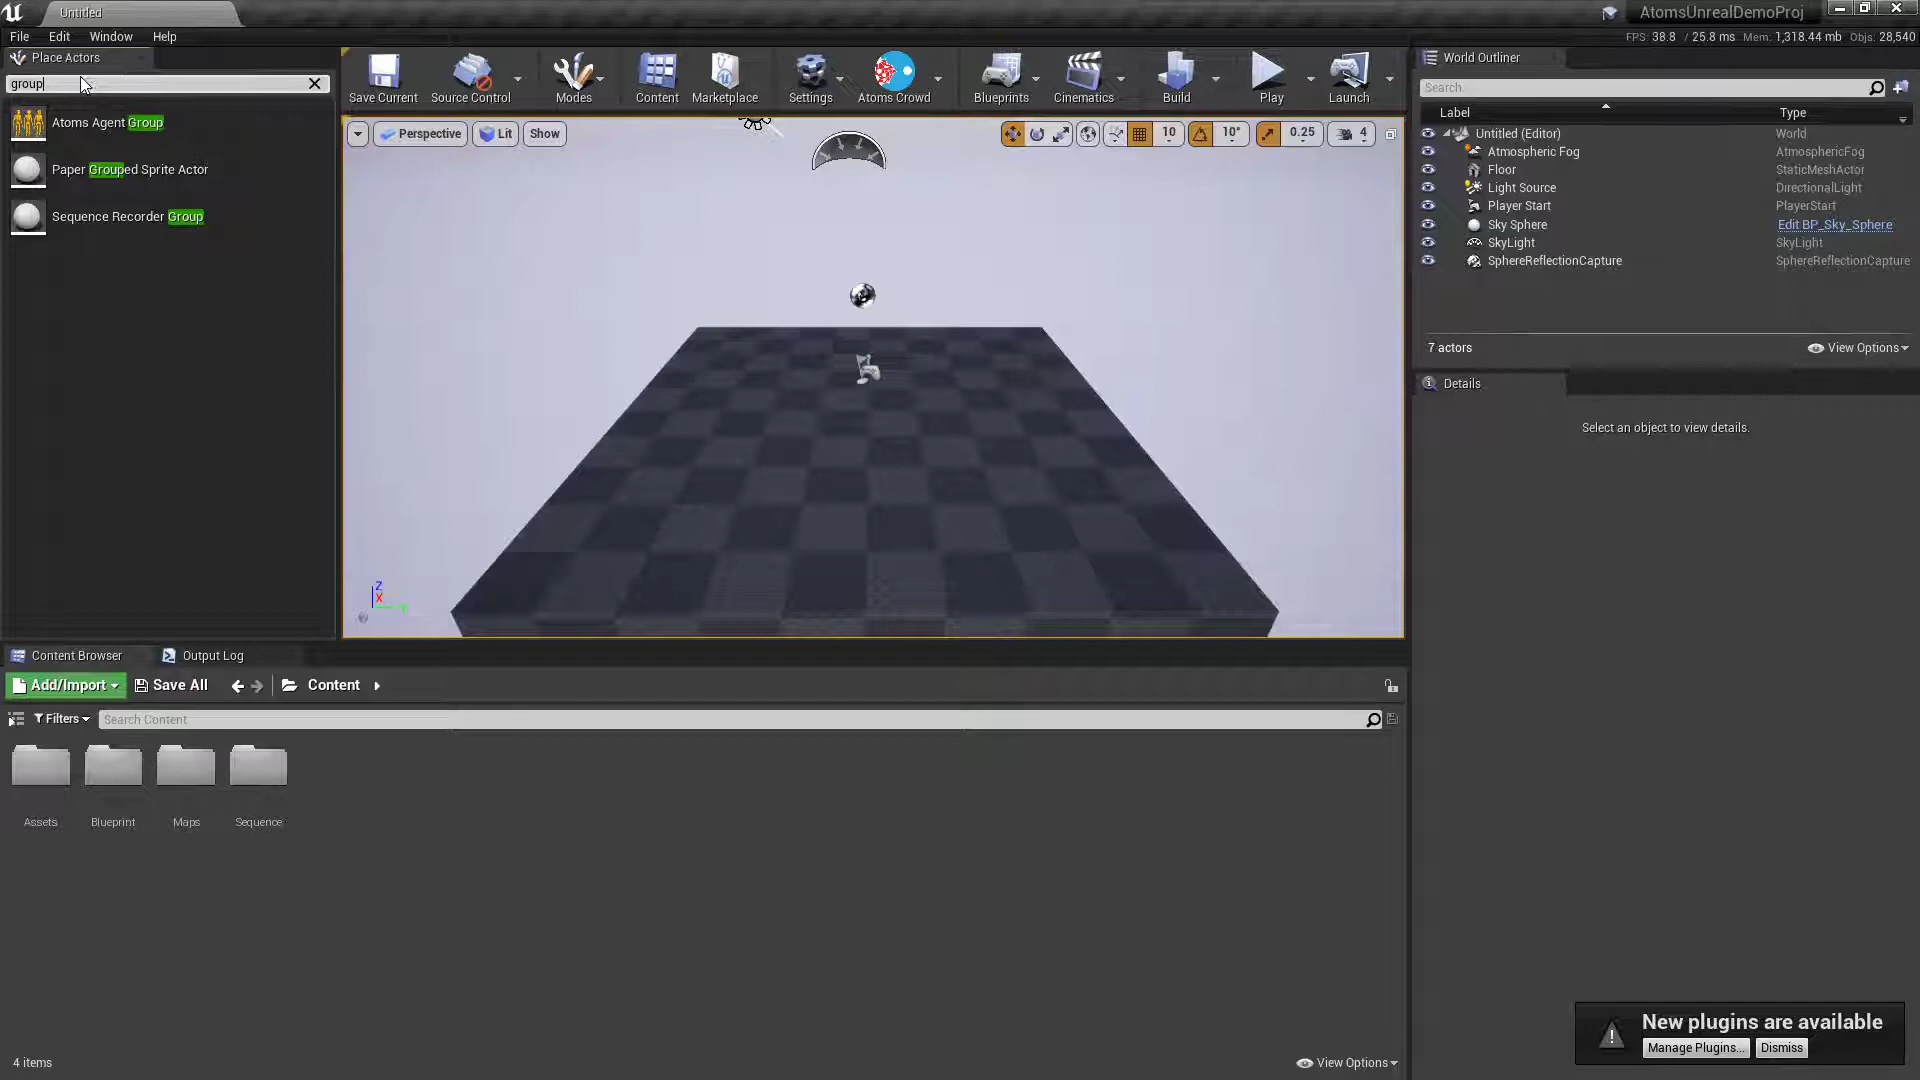 Untitled
AtomsUnrealDemoProj
File Edit Window Help
FPS: 38.8 / 25.8 ms Mem: 1,318.44 mb Objs: 28,540
Place Actors
group
Atoms Agent Group
Paper Grouped Sprite Actor
Sequence Recorder Group
Save Current Source Control Modes Content Marketplace Settings Atoms Crowd Blueprints Cinematics Build Play Launch
Perspective Lit Show
10 10° 0.25 4
Z
X
World Outliner
Search
Label Type
Untitled (Editor) World
Atmospheric Fog AtmosphericFog
Floor StaticMeshActor
Light Source DirectionalLight
Player Start PlayerStart
Sky Sphere Edit BP_Sky_Sphere
SkyLight SkyLight
SphereReflectionCapture SphereReflectionCapture
7 actors View Options
Details
Select an object to view details.
Content Browser Output Log
Add/Import Save All Content
Filters Search Content
Assets Blueprint Maps Sequence
4 items View Options
New plugins are available
Manage Plugins... Dismiss